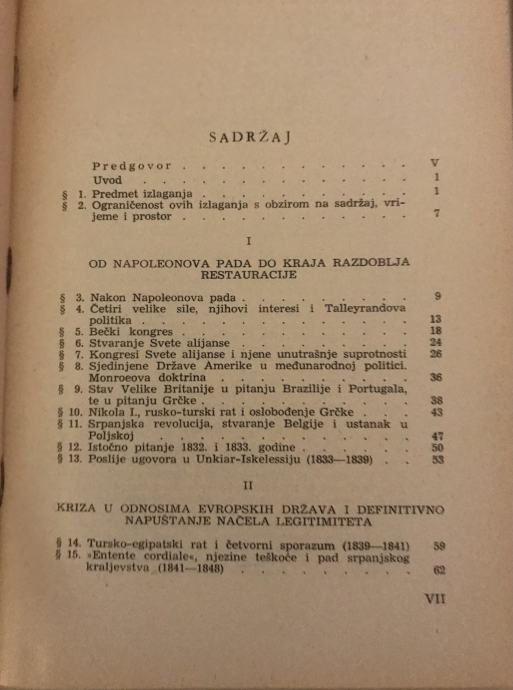 SADRŽAJ
Predgovor . . . . . . . . . . . V
Uvod . . . . . . . . . . . . 1
§ 1. Predmet izlaganja . . . . . . . . . . 1
§ 2. Ograničenost ovih izlaganja s obzirom na sadržaj, vri-
jeme i prostor . . . . . . . . . . . 7
I
OD NAPOLEONOVA PADA DO KRAJA RAZDOBLJA
RESTAURACIJE
§ 3. Nakon Napoleonova pada . . . . . . . . 9
§ 4. Četiri velike sile, njihovi interesi i Talleyrandova
politika . . . . . . . . . . . . 13
§ 5. Bečki kongres . . . . . . . . . . 18
§ 6. Stvaranje Svete alijanse . . . . . . . . 24
§ 7. Kongresi Svete alijanse i njene unutrašnje suprotnosti 26
§ 8. Sjedinjene Države Amerike u međunarodnoj politici.
Monroeova doktrina . . . . . . . . . 36
§ 9. Stav Velike Britanije u pitanju Brazilije i Portugala,
te u pitanju Grčke . . . . . . . . . 38
§ 10. Nikola I., rusko-turski rat i oslobođenje Grčke . . . 43
§ 11. Srpanjska revolucija, stvaranje Belgije i ustanak u
Poljskoj . . . . . . . . . . . . 47
§ 12. Istočno pitanje 1832. i 1833. godine . . . . . 50
§ 13. Poslije ugovora u Unkiar-Iskelessiju (1833—1839) . . 53
II
KRIZA U ODNOSIMA EVROPSKIH DRŽAVA I DEFINITIVNO
NAPUŠTANJE NAČELA LEGITIMITETA
§ 14. Tursko-egipatski rat i četvorni sporazum (1839—1841) 59
§ 15. »Entente cordiale«, njezine teškoće i pad srpanjskog
kraljevstva (1841—1848) . . . . . . . . 62
VII